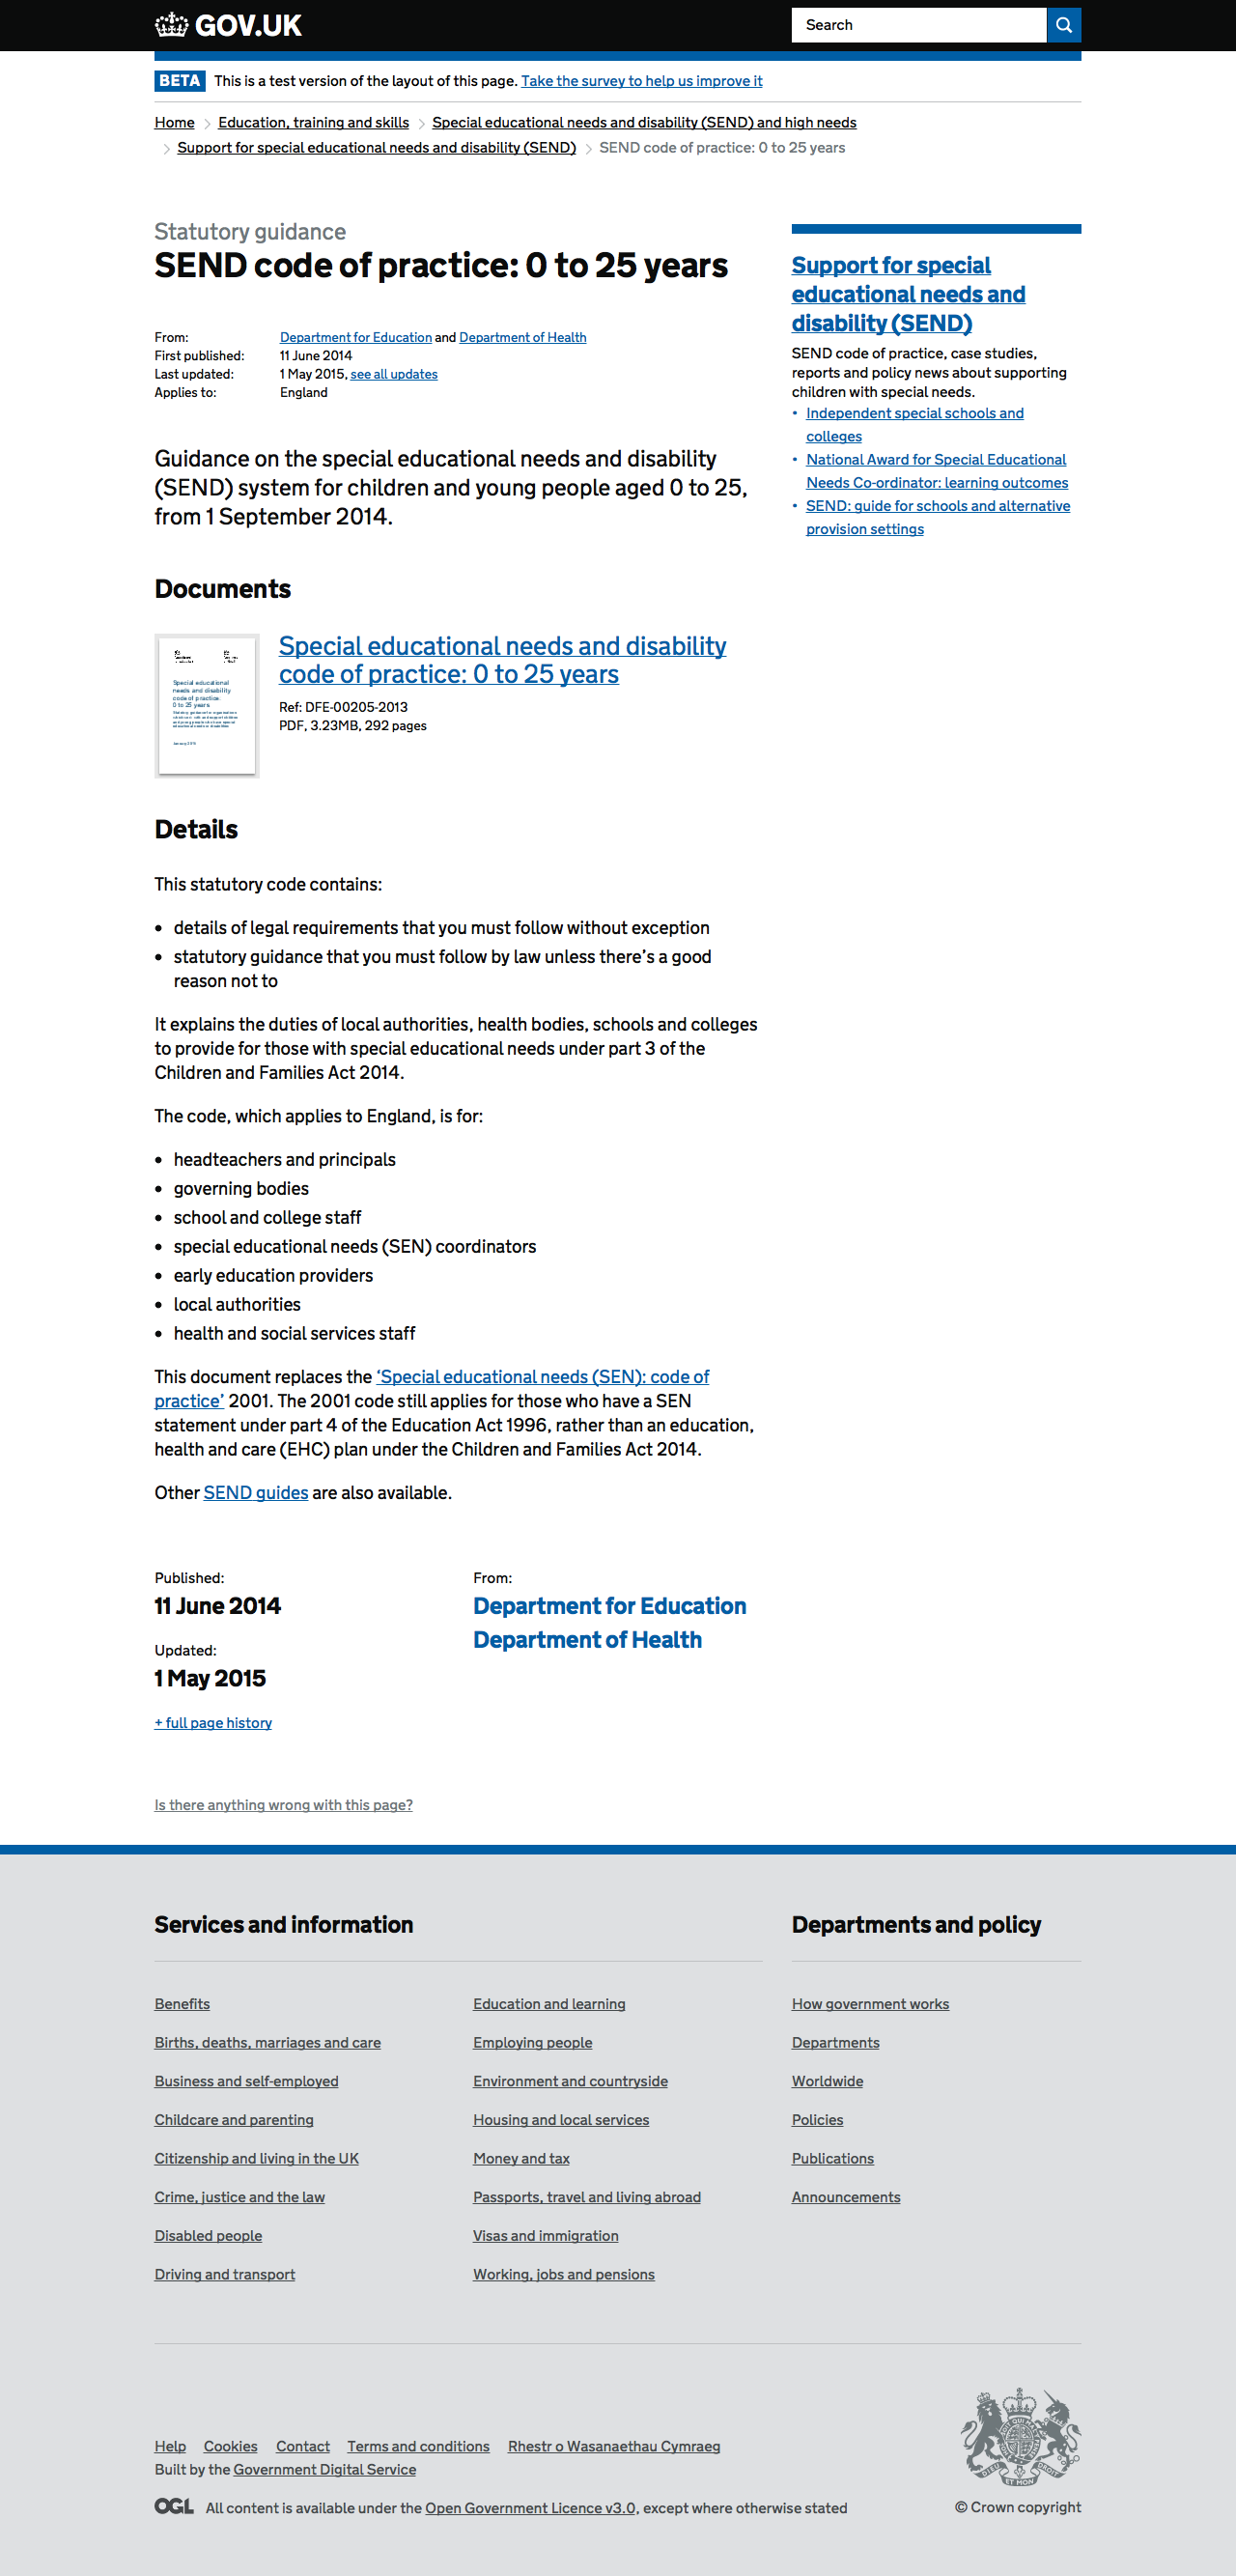 GOV.UK
Search
BETA This is a test version of the layout of this page. Take the survey to help us improve it
Home Education, training and skills Special educational needs and disability (SEND) and high needs
Support for special educational needs and disability (SEND) SEND code of practice: 0 to 25 years
Statutory guidance
SEND code of practice: 0 to 25 years
From: Department for Education and Department of Health
First published: 11 June 2014
Last updated: 1 May 2015, see all updates
Applies to: England
Guidance on the special educational needs and disability
(SEND) system for children and young people aged 0 to 25,
from 1 September 2014.
Support for special
educational needs and
disability (SEND)
SEND code of practice, case studies,
reports and policy news about supporting
children with special needs.
• Independent special schools and
colleges
• National Award for Special Educational
Needs Co-ordinator: learning outcomes
• SEND: guide for schools and alternative
provision settings
Documents
Special educational
needs and disability
code of practice:
0 to 25 years
January 2015
Special educational needs and disability
code of practice: 0 to 25 years
Ref: DFE-00205-2013
PDF, 3.23MB, 292 pages
Details
This statutory code contains:
• details of legal requirements that you must follow without exception
• statutory guidance that you must follow by law unless there’s a good
reason not to
It explains the duties of local authorities, health bodies, schools and colleges
to provide for those with special educational needs under part 3 of the
Children and Families Act 2014.
The code, which applies to England, is for:
• headteachers and principals
• governing bodies
• school and college staff
• special educational needs (SEN) coordinators
• early education providers
• local authorities
• health and social services staff
This document replaces the ‘Special educational needs (SEN): code of
practice’ 2001. The 2001 code still applies for those who have a SEN
statement under part 4 of the Education Act 1996, rather than an education,
health and care (EHC) plan under the Children and Families Act 2014.
Other SEND guides are also available.
Published:
11 June 2014
Updated:
1 May 2015
+ full page history
From:
Department for Education
Department of Health
Is there anything wrong with this page?
Services and information
Benefits
Births, deaths, marriages and care
Business and self-employed
Childcare and parenting
Citizenship and living in the UK
Crime, justice and the law
Disabled people
Driving and transport
Education and learning
Employing people
Environment and countryside
Housing and local services
Money and tax
Passports, travel and living abroad
Visas and immigration
Working, jobs and pensions
Departments and policy
How government works
Departments
Worldwide
Policies
Publications
Announcements
Help Cookies Contact Terms and conditions Rhestr o Wasanaethau Cymraeg
Built by the Government Digital Service
OGL All content is available under the Open Government Licence v3.0, except where otherwise stated
DIEU ET MON DROIT
© Crown copyright